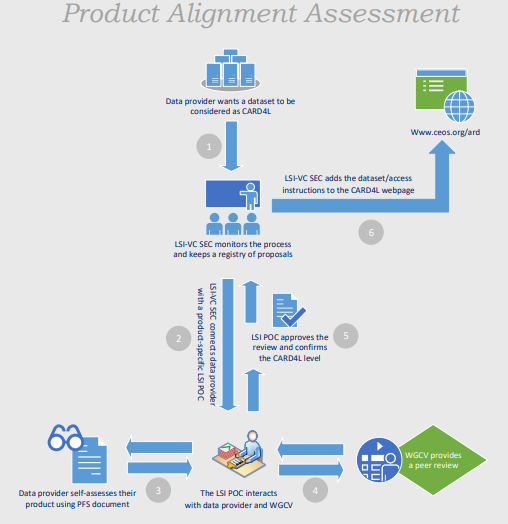 Product Alignment Assessment
Data provider wants a dataset to be
considered as CARD4L
Www.ceos.org/ard
1
LSI-VC SEC adds the dataset/access
instructions to the CARD4L webpage
6
LSI-VC SEC monitors the process
and keeps a registry of proposals
2
LSI-VC SEC connects data provider
with a product-specific LSI POC
5
LSI POC approves the
review and confirms
the CARD4L level
WGCV provides
a peer review
3
4
Data provider self-assesses their
product using PFS document
The LSI POC interacts
with data provider and WGCV